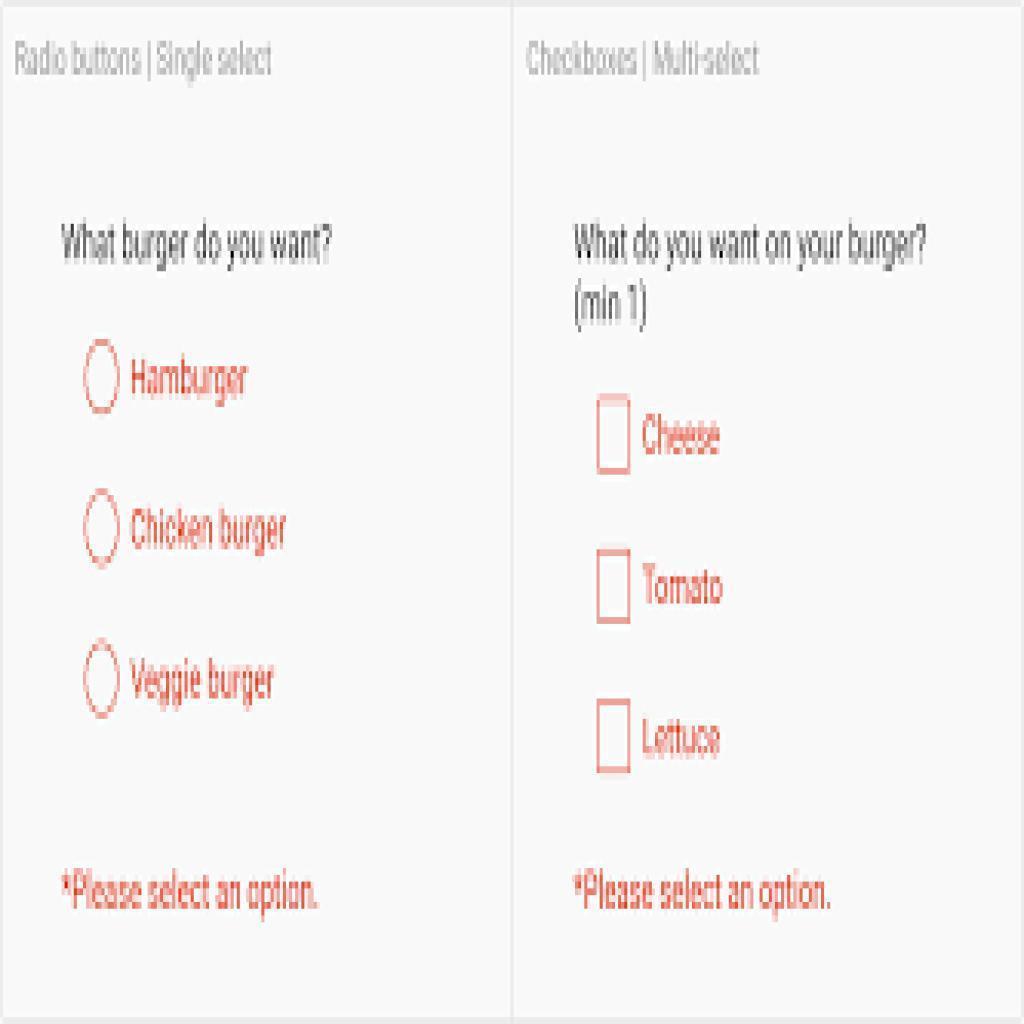 Radio buttons | Single select
What burger do you want?
Hamburger
Chicken burger
Veggie burger
*Please select an option.
Checkboxes | Multi-select
What do you want on your burger?
(min 1)
Cheese
Tomato
Lettuce
*Please select an option.